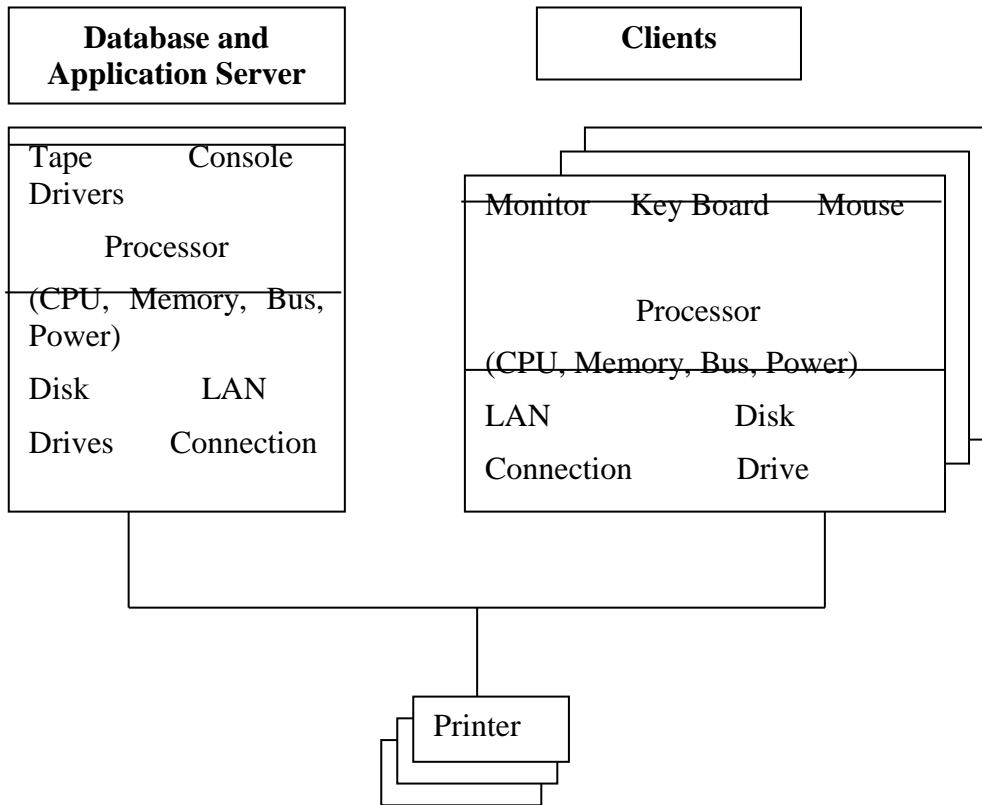 Database and
Application Server
Clients
Tape Console
Drivers
Processor
(CPU, Memory, Bus,
Power)
Disk LAN
Drives Connection
Monitor Key Board Mouse
Processor
(CPU, Memory, Bus, Power)
LAN Disk
Connection Drive
Printer